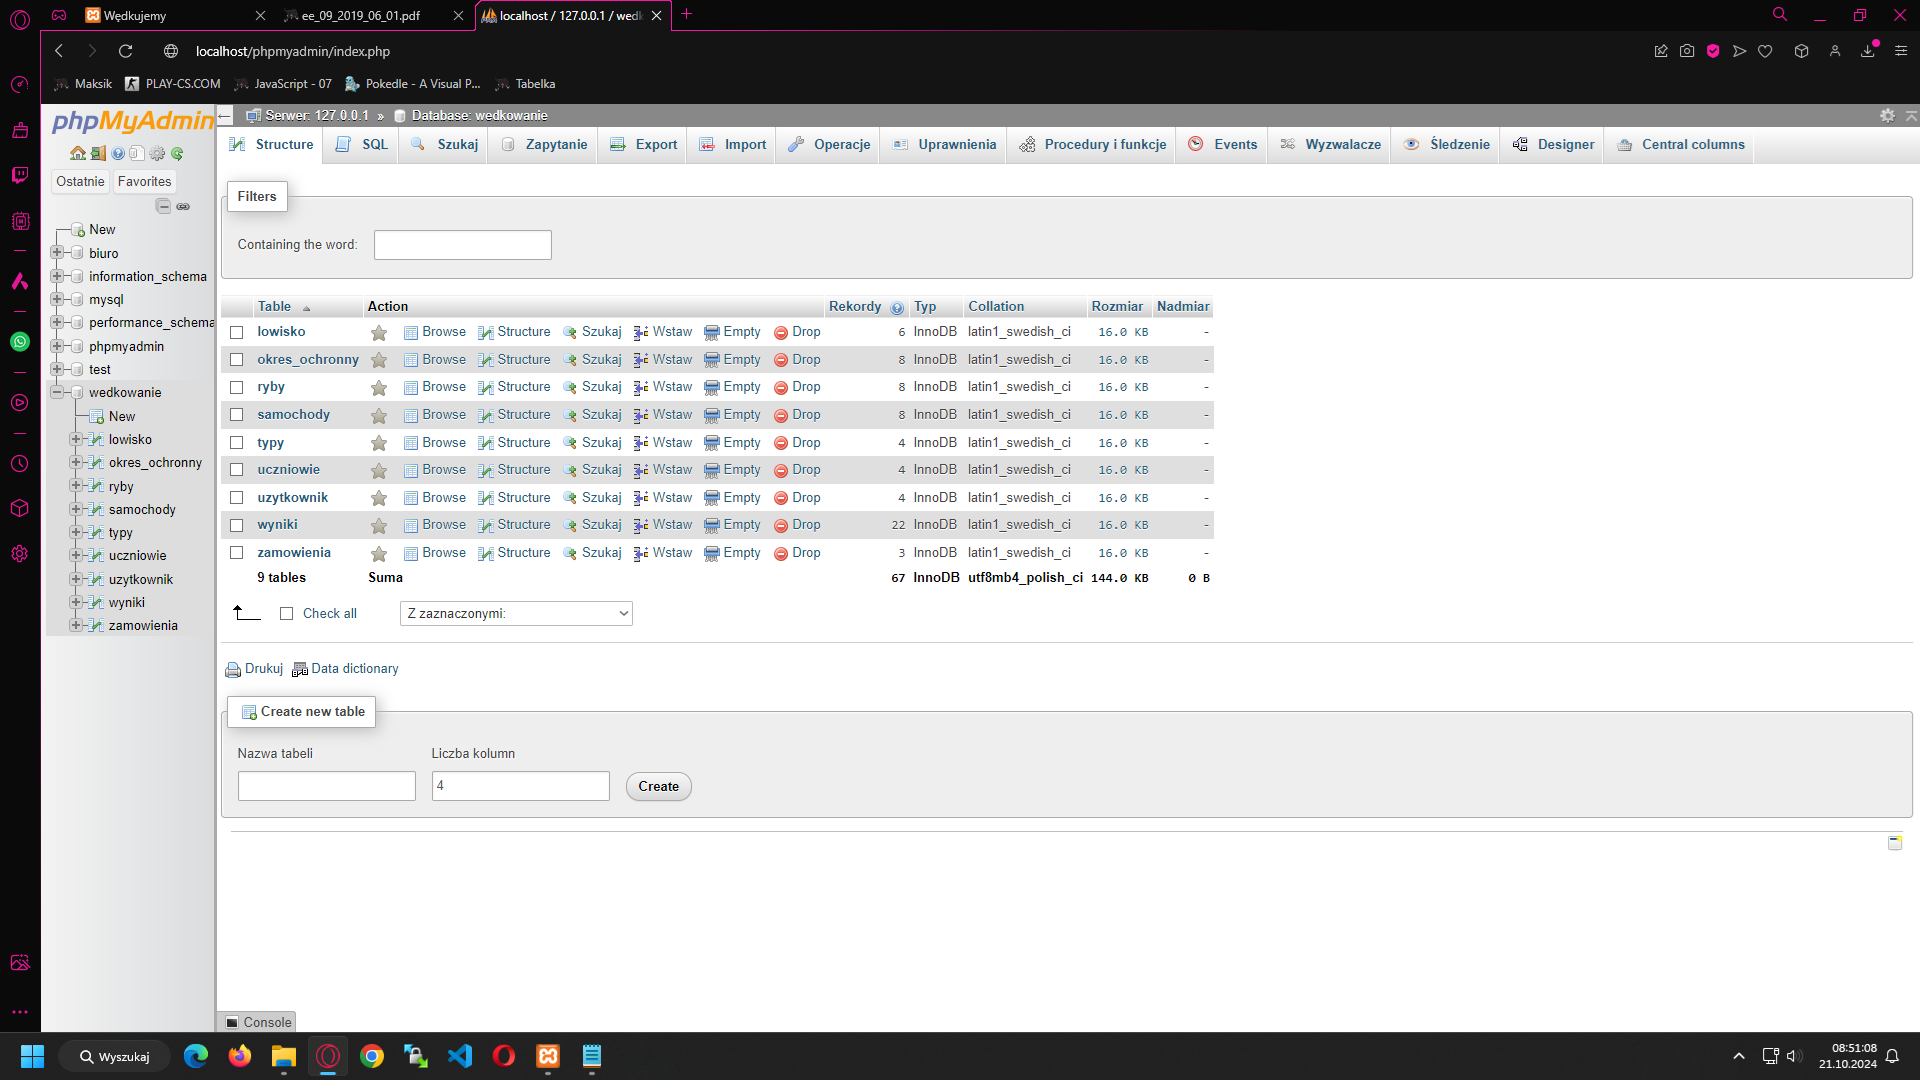 Wędkujemy
ee_09_2019_06_01.pdf
localhost / 127.0.0.1 / wedk
localhost/phpmyadmin/index.php
Maksik
PLAY-CS.COM
JavaScript - 07
Pokedle - A Visual P...
Tabelka
phpMyAdmin
Ostatnie
Favorites
New
biuro
information_schema
mysql
performance_schema
phpmyadmin
test
wedkowanie
New
lowisko
okres_ochronny
ryby
samochody
typy
uczniowie
uzytkownik
wyniki
zamowienia
Serwer: 127.0.0.1 » Database: wedkowanie
Structure SQL Szukaj Zapytanie Export Import Operacje Uprawnienia Procedury i funkcje Events Wyzwalacze Śledzenie Designer Central columns
Filters
Containing the word:
Table Action Rekordy Typ Collation Rozmiar Nadmiar
lowisko Browse Structure Szukaj Wstaw Empty Drop 6 InnoDB latin1_swedish_ci 16.0 KB -
okres_ochronny Browse Structure Szukaj Wstaw Empty Drop 8 InnoDB latin1_swedish_ci 16.0 KB -
ryby Browse Structure Szukaj Wstaw Empty Drop 8 InnoDB latin1_swedish_ci 16.0 KB -
samochody Browse Structure Szukaj Wstaw Empty Drop 8 InnoDB latin1_swedish_ci 16.0 KB -
typy Browse Structure Szukaj Wstaw Empty Drop 4 InnoDB latin1_swedish_ci 16.0 KB -
uczniowie Browse Structure Szukaj Wstaw Empty Drop 4 InnoDB latin1_swedish_ci 16.0 KB -
uzytkownik Browse Structure Szukaj Wstaw Empty Drop 4 InnoDB latin1_swedish_ci 16.0 KB -
wyniki Browse Structure Szukaj Wstaw Empty Drop 22 InnoDB latin1_swedish_ci 16.0 KB -
zamowienia Browse Structure Szukaj Wstaw Empty Drop 3 InnoDB latin1_swedish_ci 16.0 KB -
9 tables Suma 67 InnoDB utf8mb4_polish_ci 144.0 KB 0 B
Check all
Z zaznaczonymi:
Drukuj
Data dictionary
Create new table
Nazwa tabeli
Liczba kolumn
4
Create
Console
Wyszukaj
08:51:08
21.10.2024